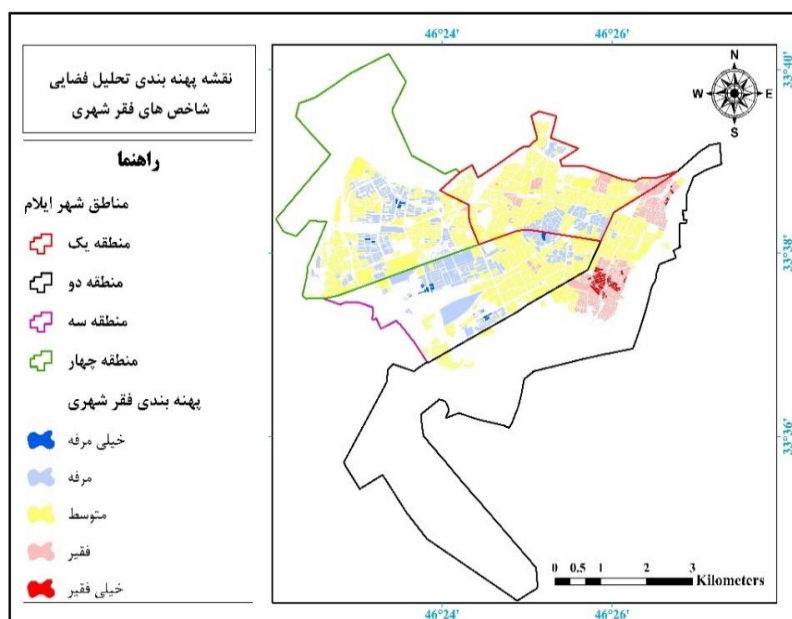 نقشه پهنه بندی تحلیل فضایی
شاخص های فقر شهری
راهنما
مناطق شهر ایلام
منطقه یک
منطقه دو
منطقه سه
منطقه چهار
پهنه بندی فقر شهری
خیلی مرفه
مرفه
متوسط
فقیر
خیلی فقیر
46°24' 46°26'
33°40'
33°38'
33°36'
N
W E
S
0 0.5 1 2 3
Kilometers
46°24' 46°26'